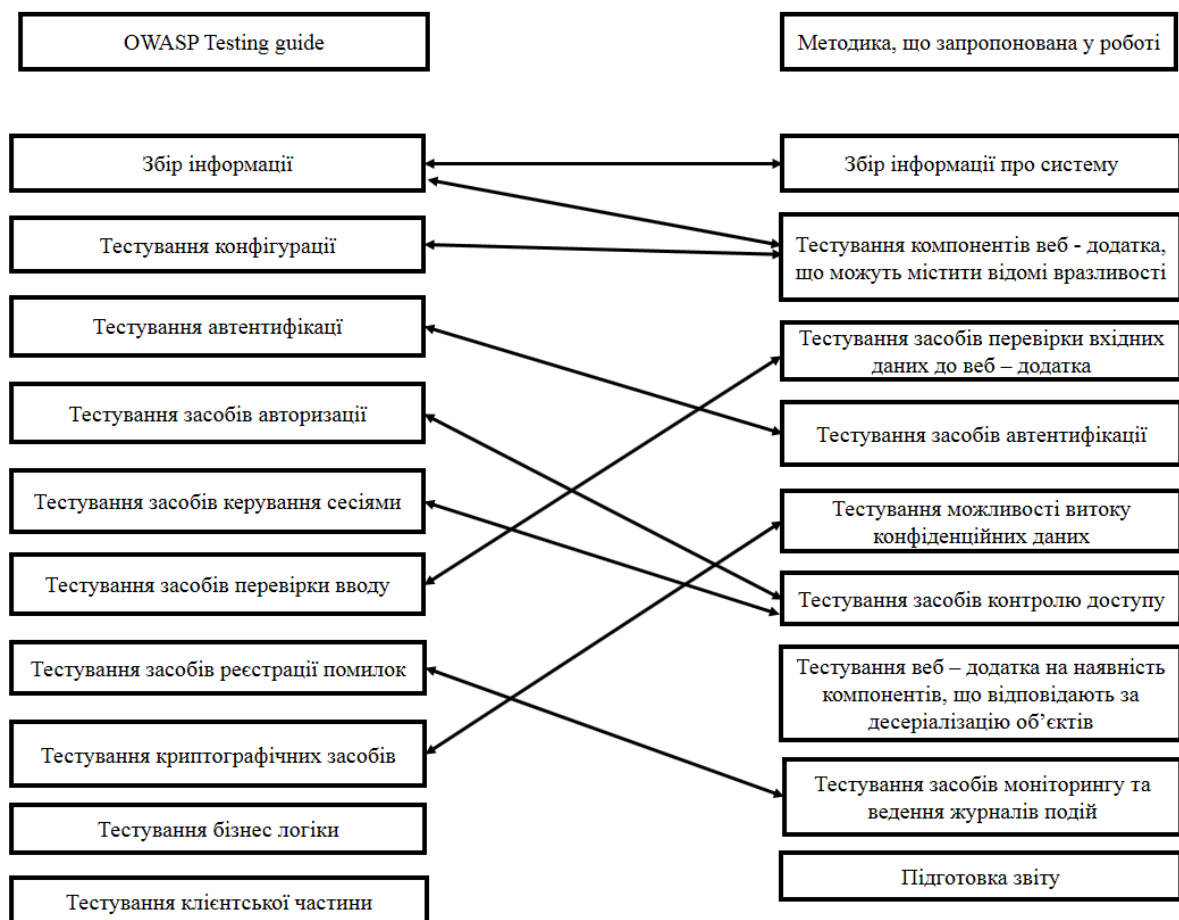 OWASP Testing guide
Методика, що запропонована у роботі
Збір інформації
Збір інформації про систему
Тестування конфігурації
Тестування компонентів веб - додатка,
що можуть містити відомі вразливості
Тестування автентифікацї
Тестування засобів перевірки вхідних
даних до веб – додатка
Тестування засобів авторизації
Тестування засобів автентифікації
Тестування засобів керування сесіями
Тестування можливості витоку
конфіденційних даних
Тестування засобів перевірки вводу
Тестування засобів контролю доступу
Тестування засобів реєстрації помилок
Тестування веб – додатка на наявність
компонентів, що відповідають за
десеріалізацію об’єктів
Тестування криптографічних засобів
Тестування засобів моніторингу та
ведення журналів подій
Тестування бізнес логіки
Підготовка звіту
Тестування клієнтської частини